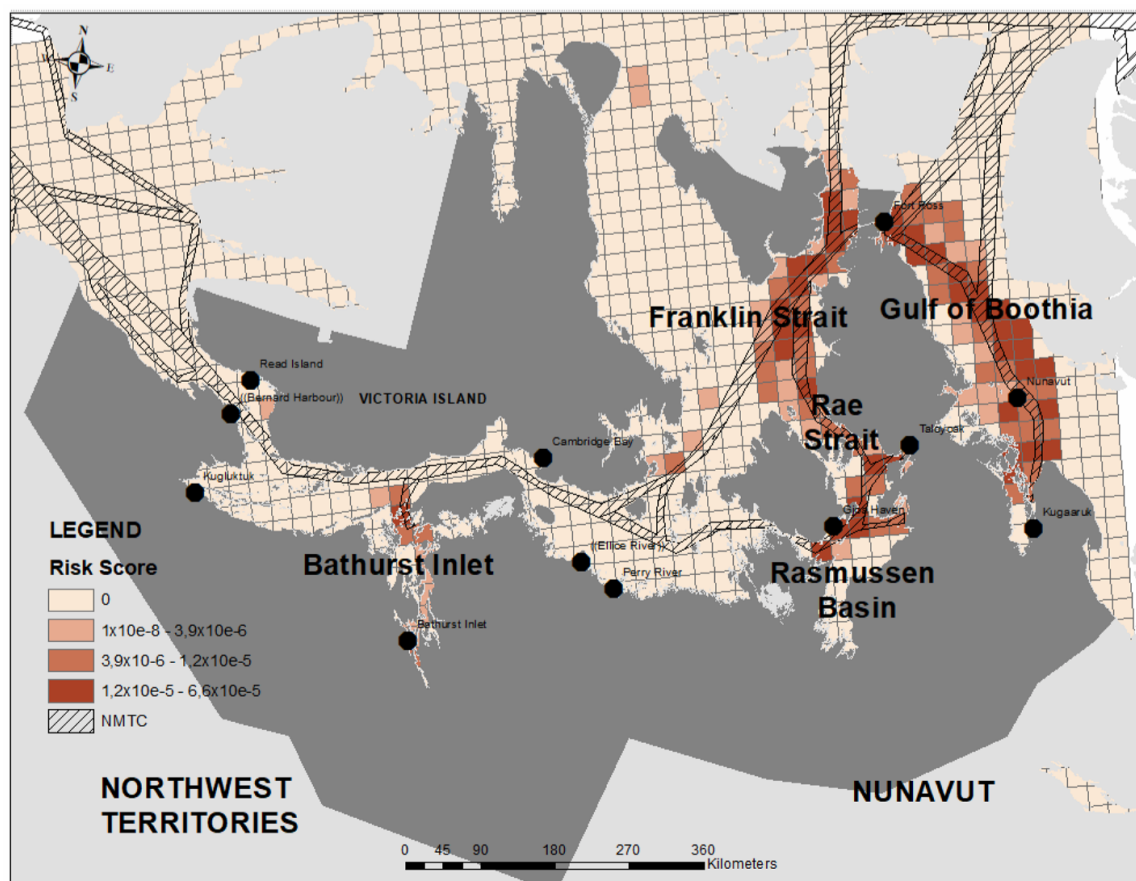 N
E
S
Fort Ross
Franklin Strait
Gulf of Boothia
Read Island
((Bernard Harbour))
VICTORIA ISLAND
Nunavut
Rae
Strait
Taloyoak
Cambridge Bay
Kugluktuk
Gjoa Haven
Kugaaruk
LEGEND
Risk Score
0
1x10e-8 - 3,9x10e-6
3,9x10e-6 - 1,2x10e-5
1,2x10e-5 - 6,6x10e-5
NMTC
Bathurst Inlet
((Ellice River))
Perry River
Rasmussen
Basin
Bathurst Inlet
NORTHWEST
TERRITORIES
NUNAVUT
0 45 90 180 270 360
Kilometers